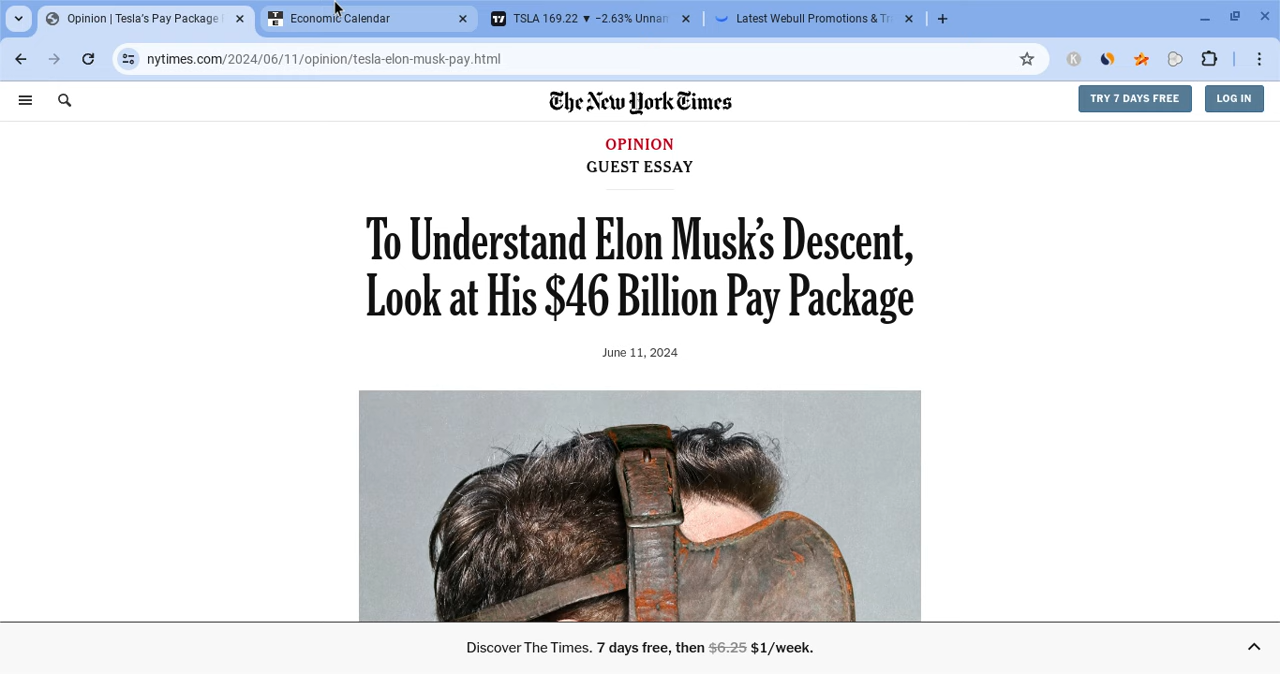 Opinion | Tesla's Pay Package
Economic Calendar
TSLA 169.22 ▼ −2.63% Unnan
Latest Webull Promotions & Tr
nytimes.com/2024/06/11/opinion/tesla-elon-musk-pay.html
The New York Times
TRY 7 DAYS FREE
LOG IN
OPINION
GUEST ESSAY
To Understand Elon Musk's Descent,
Look at His $46 Billion Pay Package
June 11, 2024
Discover The Times. 7 days free, then $6.25 $1/week.